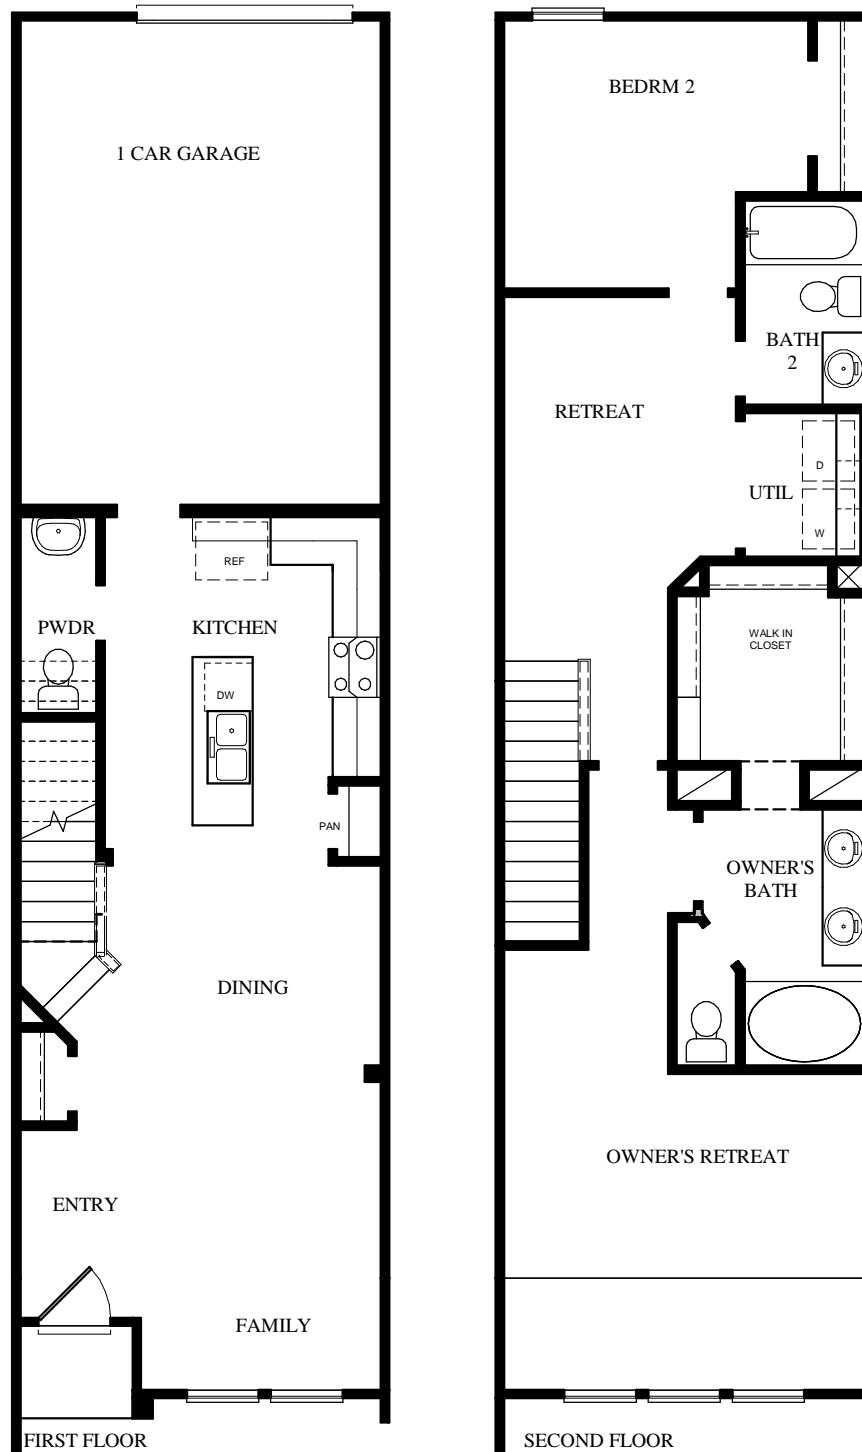 1 CAR GARAGE
REF
PWDR
KITCHEN
DW
PAN
DINING
ENTRY
FAMILY
FIRST FLOOR
BEDRM 2
BATH
2
RETREAT
D
UTIL
W
WALK IN
CLOSET
OWNER'S
BATH
OWNER'S RETREAT
SECOND FLOOR